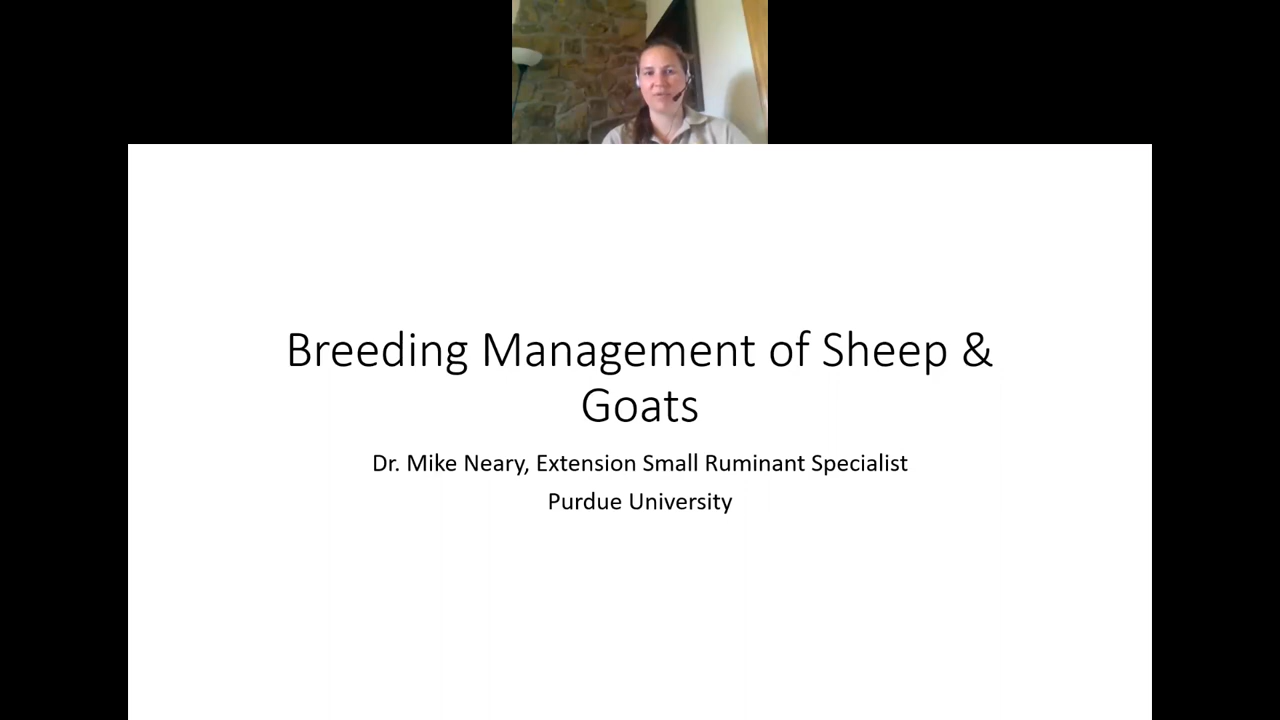 Breeding Management of Sheep &
Goats
Dr. Mike Neary, Extension Small Ruminant Specialist
Purdue University